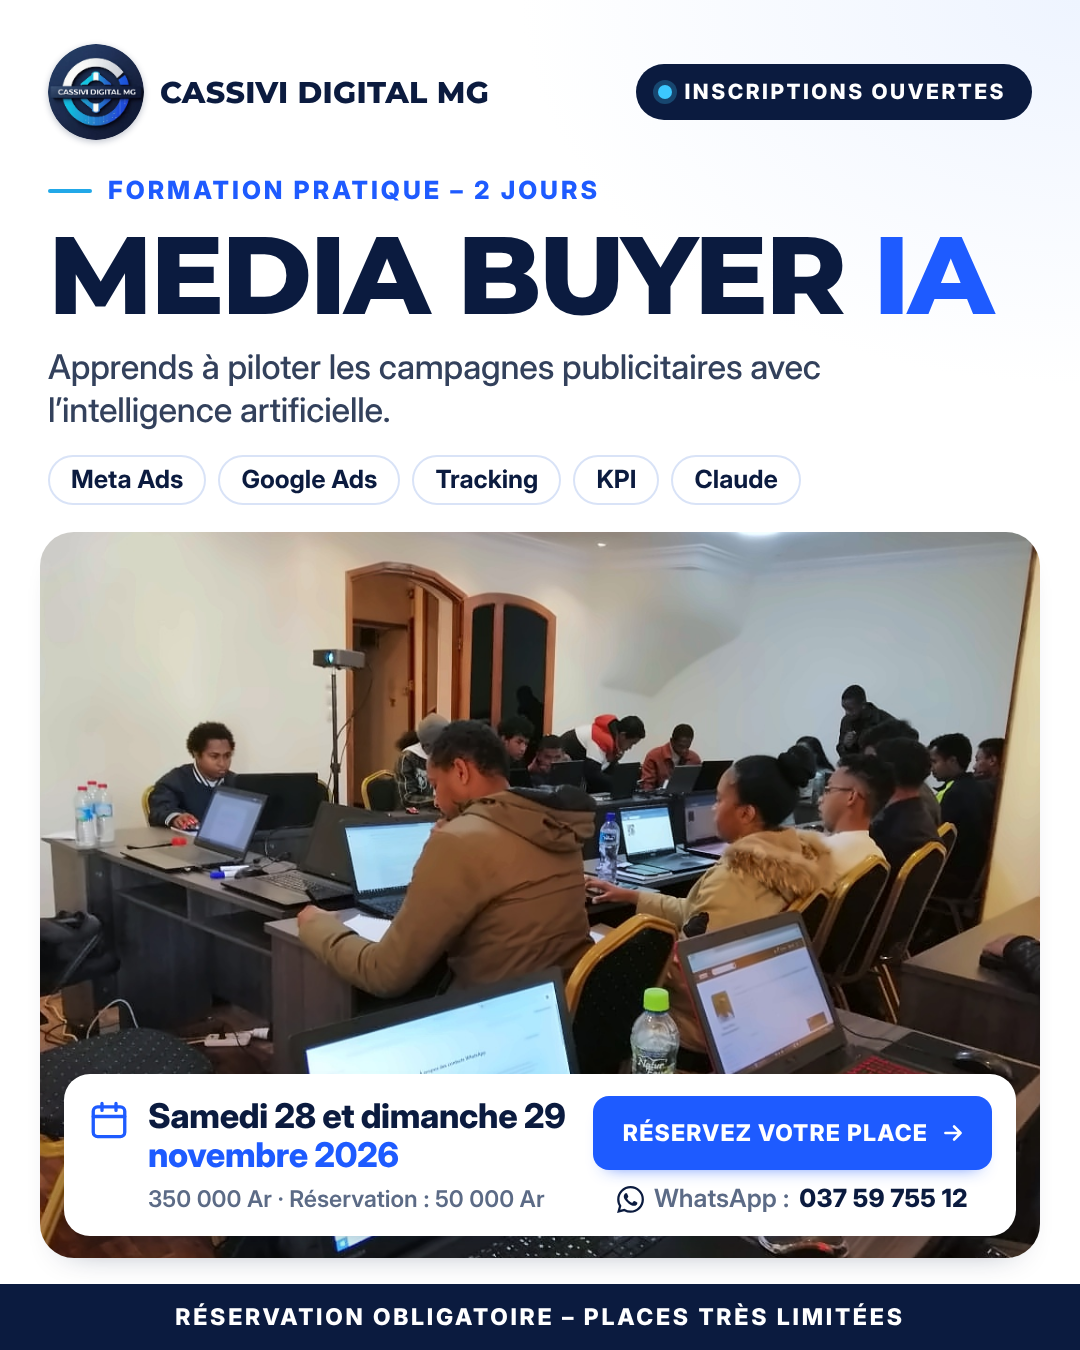 CASSIVI DIGITAL MG
CASSIVI DIGITAL MG
INSCRIPTIONS OUVERTES
FORMATION PRATIQUE – 2 JOURS
MEDIA BUYER IA
Apprends à piloter les campagnes publicitaires avec
l’intelligence artificielle.
Meta Ads
Google Ads
Tracking
KPI
Claude
Samedi 28 et dimanche 29
novembre 2026
350 000 Ar · Réservation : 50 000 Ar
RÉSERVEZ VOTRE PLACE →
WhatsApp : 037 59 755 12
RÉSERVATION OBLIGATOIRE – PLACES TRÈS LIMITÉES